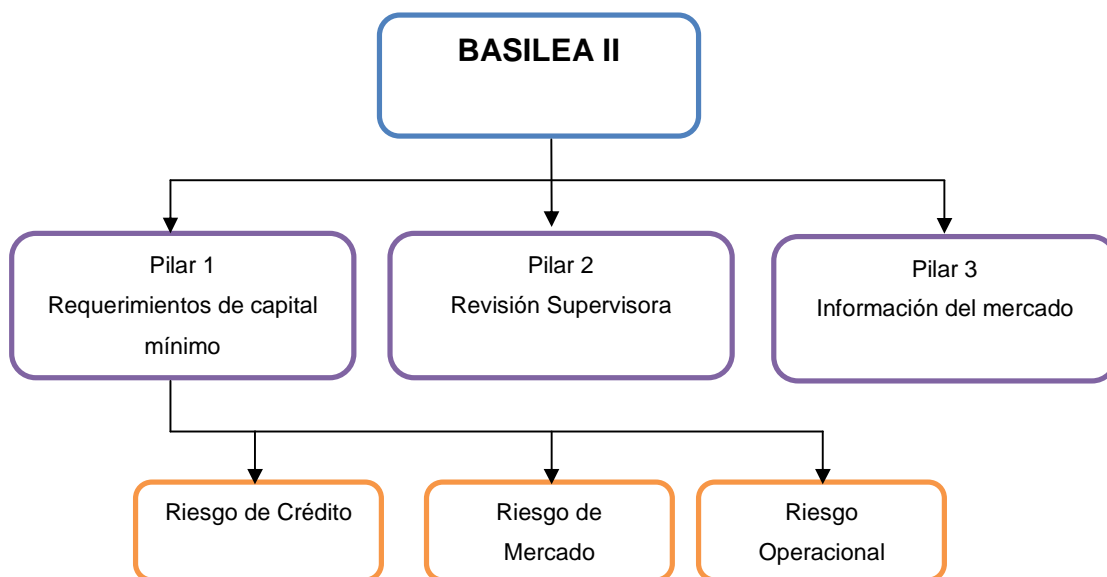 BASILEA II
Pilar 1
Requerimientos de capital
mínimo
Pilar 2
Revisión Supervisora
Pilar 3
Información del mercado
Riesgo de Crédito
Riesgo de
Mercado
Riesgo
Operacional